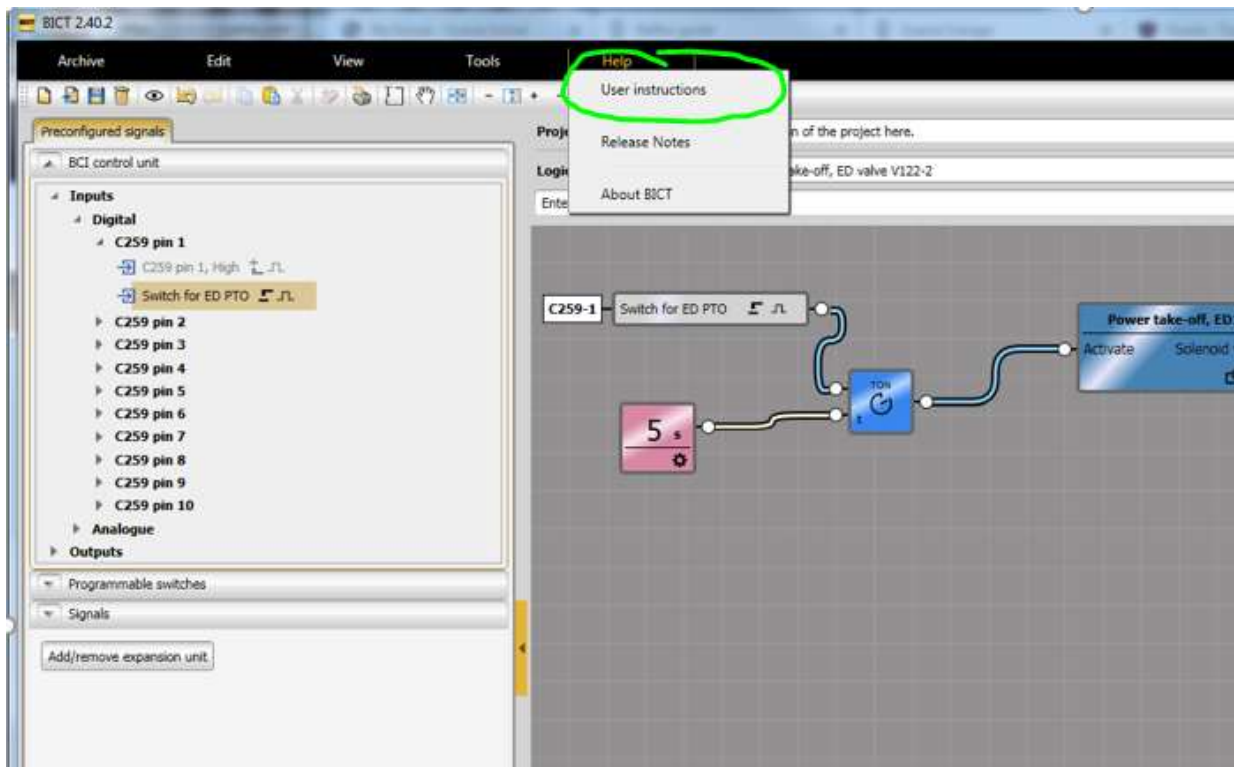 BICT 2.40.2
Archive Edit View Tools Help
User instructions
Release Notes
About BICT
Preconfigured signals
BCI control unit
Inputs
Digital
C259 pin 1
C259 pin 1, High
Switch for ED PTO
C259 pin 2
C259 pin 3
C259 pin 4
C259 pin 5
C259 pin 6
C259 pin 7
C259 pin 8
C259 pin 9
C259 pin 10
Analogue
Outputs
Programmable switches
Signals
Add/remove expansion unit
Proje n of the project here.
Logi ake-off, ED valve V122-2
Ente
C259-1 Switch for ED PTO
5 s
TON
t
Power take-off, ED
Activate Solenoid